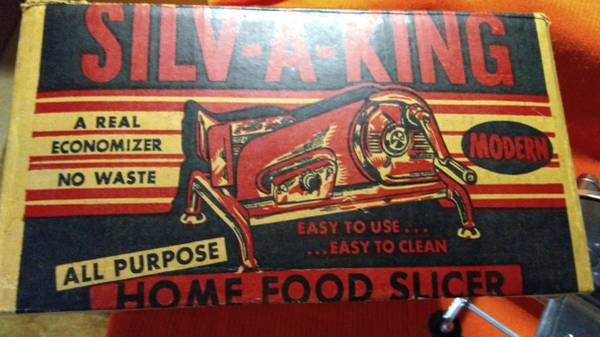 SILV-A-KING
A REAL
ECONOMIZER
NO WASTE
MODERN
EASY TO USE...
...EASY TO CLEAN
ALL PURPOSE
HOME FOOD SLICER